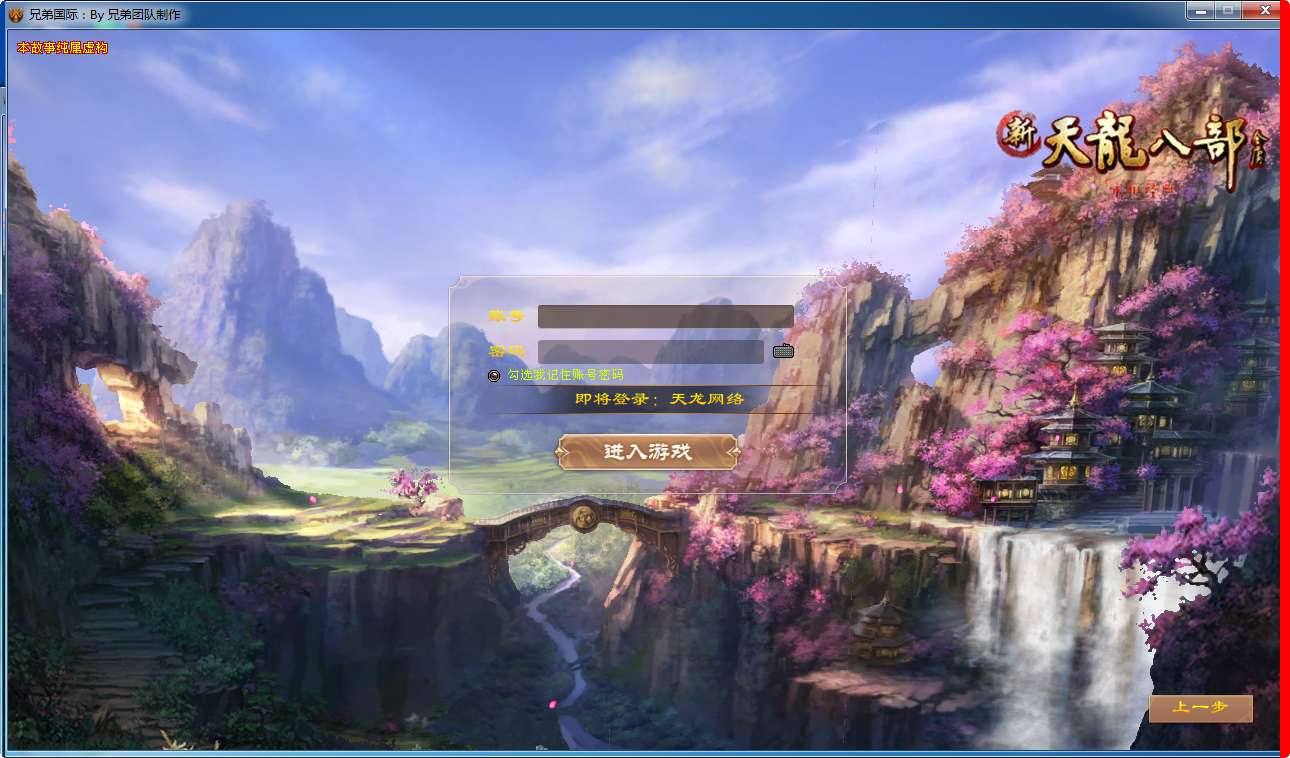 兄弟国际：By 兄弟团队制作
本故事纯属虚构
新天龍八部
账号
密码
勾选我记住账号密码
即将登录：天龙网络
进入游戏
上一步